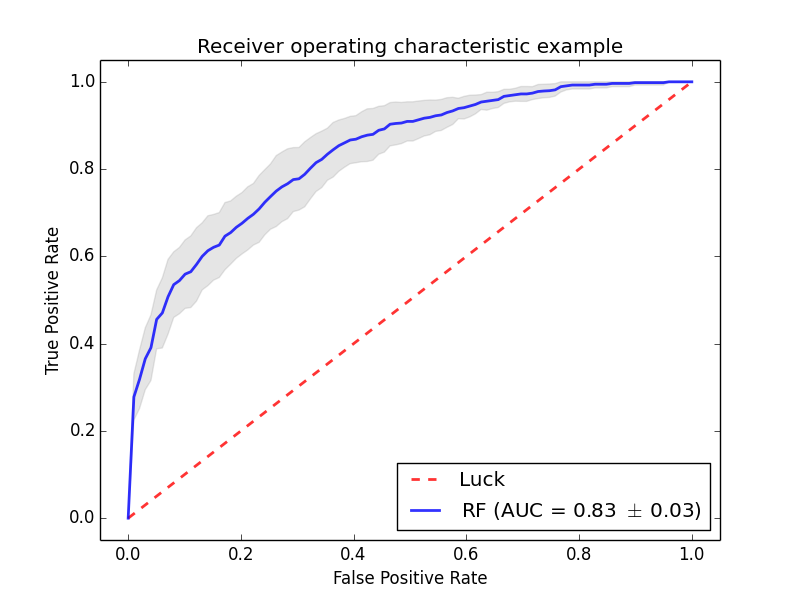 Receiver operating characteristic example
True Positive Rate
1.0
0.8
0.6
0.4
0.2
0.0
Luck
RF (AUC = 0.83 ± 0.03)
0.0 0.2 0.4 0.6 0.8 1.0
False Positive Rate